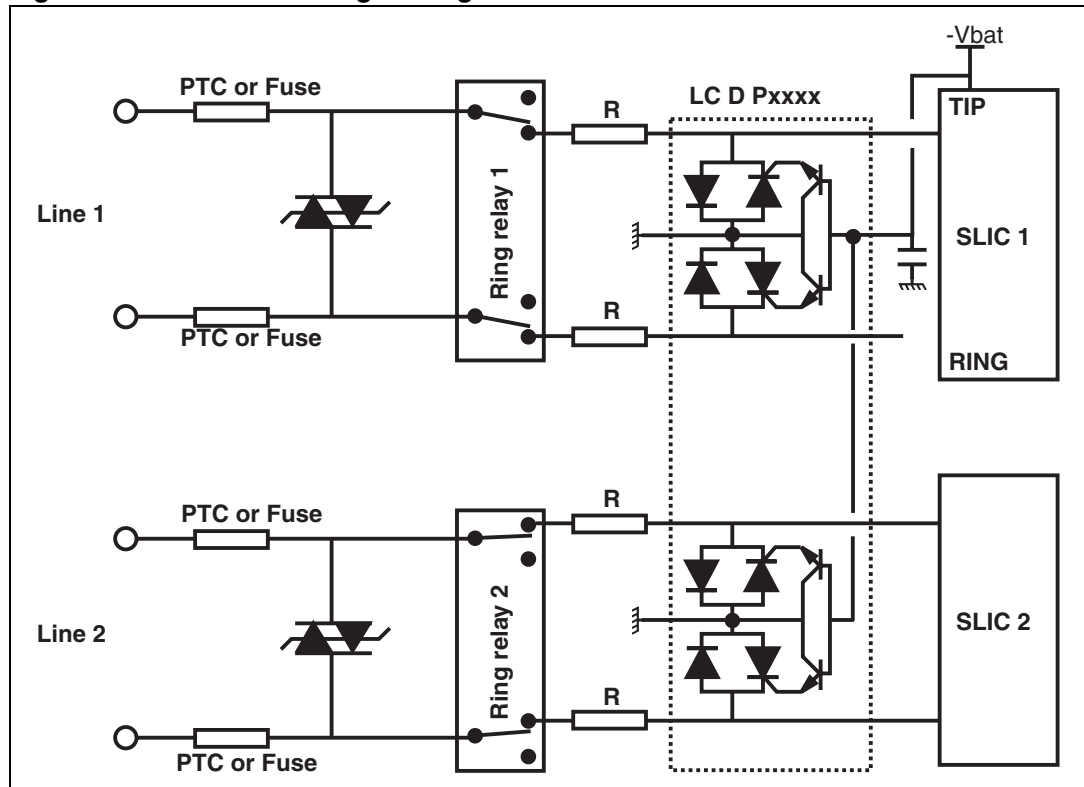 -Vbat
PTC or Fuse
LC D Pxxxx
TIP
R
Line 1
Ring relay 1
SLIC 1
R
PTC or Fuse
RING
PTC or Fuse
R
Line 2
Ring relay 2
SLIC 2
R
PTC or Fuse